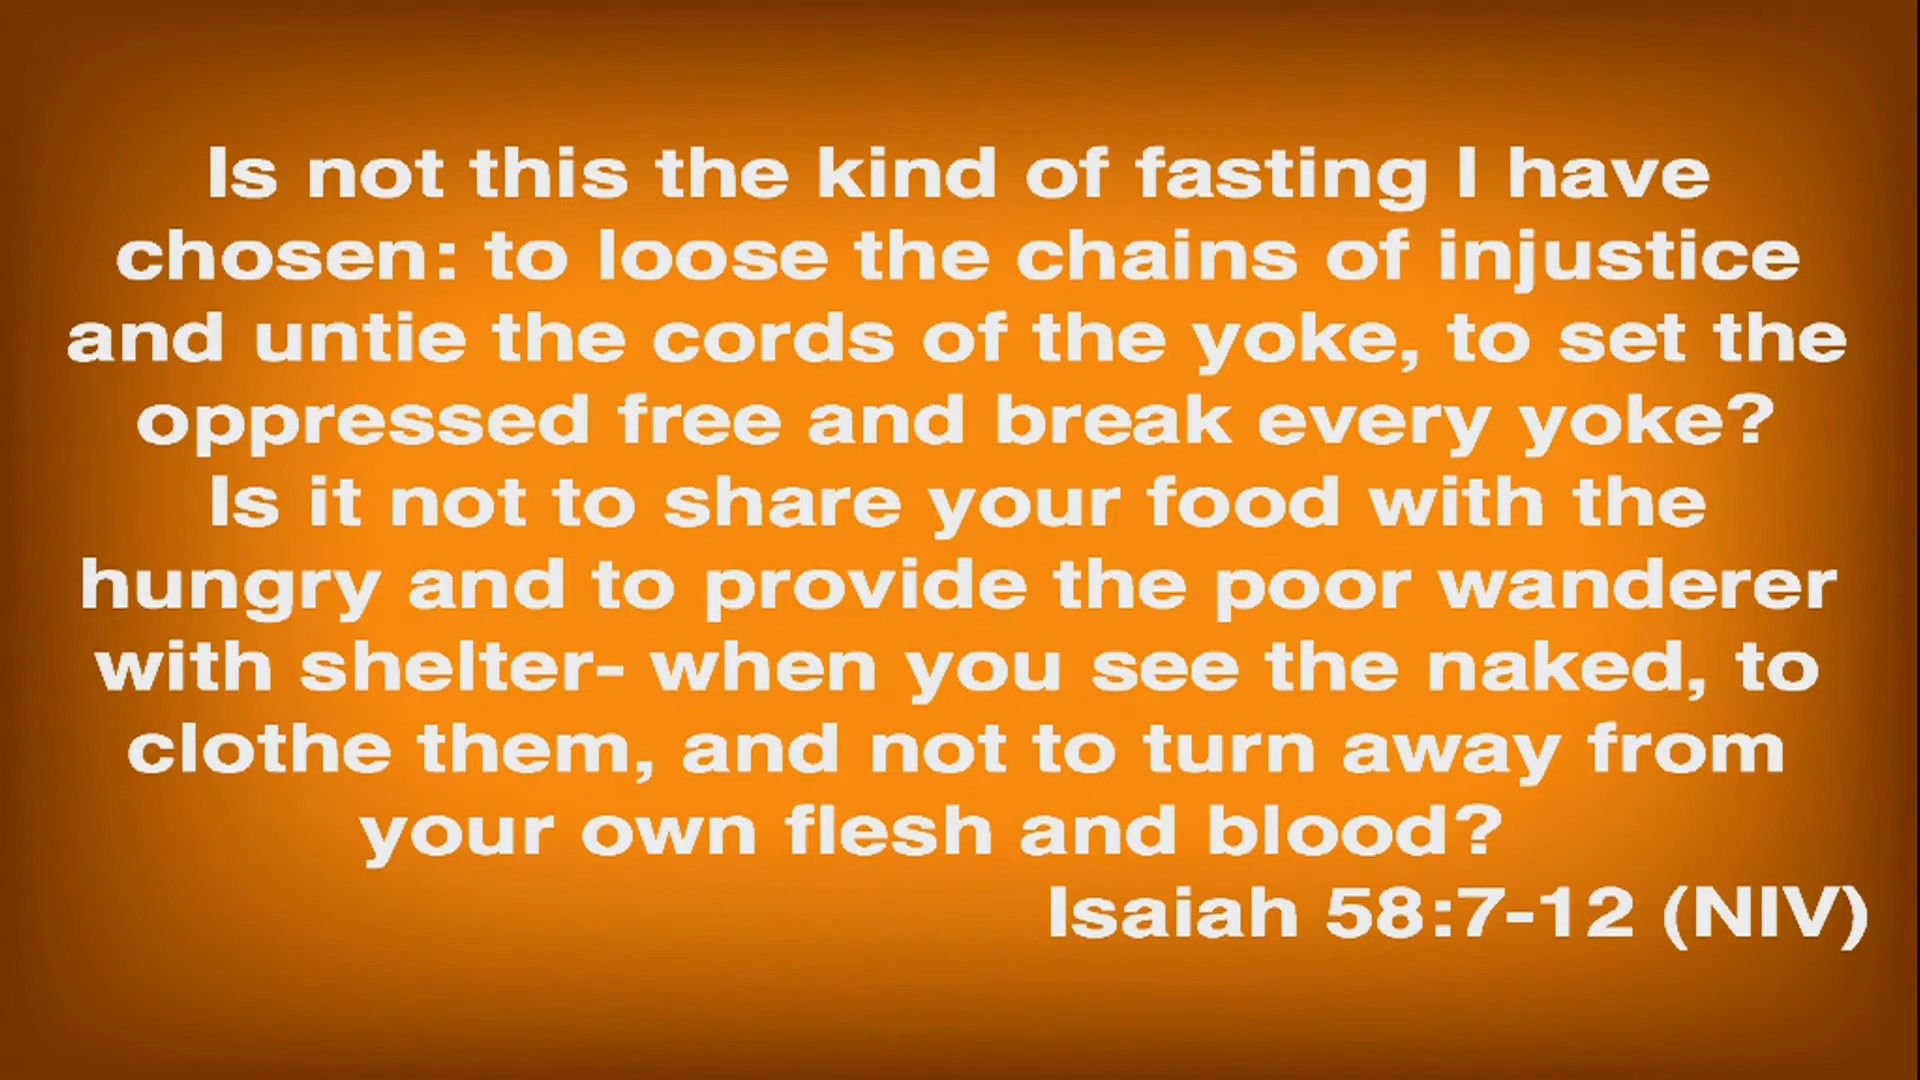 Is not this the kind of fasting I have
chosen: to loose the chains of injustice
and untie the cords of the yoke, to set the
oppressed free and break every yoke?
Is it not to share your food with the
hungry and to provide the poor wanderer
with shelter- when you see the naked, to
clothe them, and not to turn away from
your own flesh and blood?
Isaiah 58:7-12 (NIV)